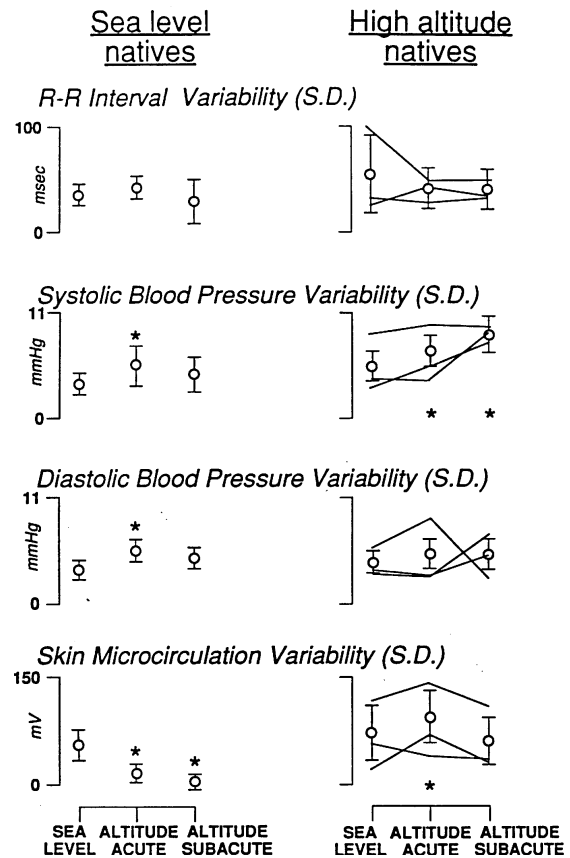 Sea level natives
High altitude natives
R-R Interval Variability (S.D.)
100
msec
0
Systolic Blood Pressure Variability (S.D.)
11
mmHg
*
0
* *
Diastolic Blood Pressure Variability (S.D.)
11
mmHg
*
0
Skin Microcirculation Variability (S.D.)
150
mV
* *
0
*
SEA LEVEL
ALTITUDE ACUTE
ALTITUDE SUBACUTE
SEA LEVEL
ALTITUDE ACUTE
ALTITUDE SUBACUTE